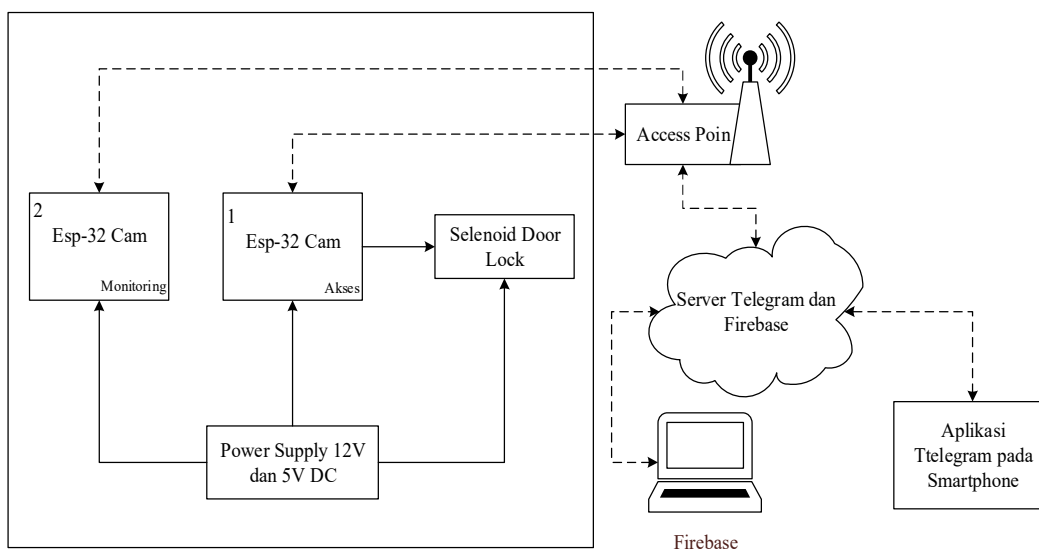 Access Poin
2
Esp-32 Cam
Monitoring
1
Esp-32 Cam
Akses
Selenoid Door
Lock
Server Telegram dan
Firebase
Power Supply 12V
dan 5V DC
Aplikasi
Ttelegram pada
Smartphone
Firebase